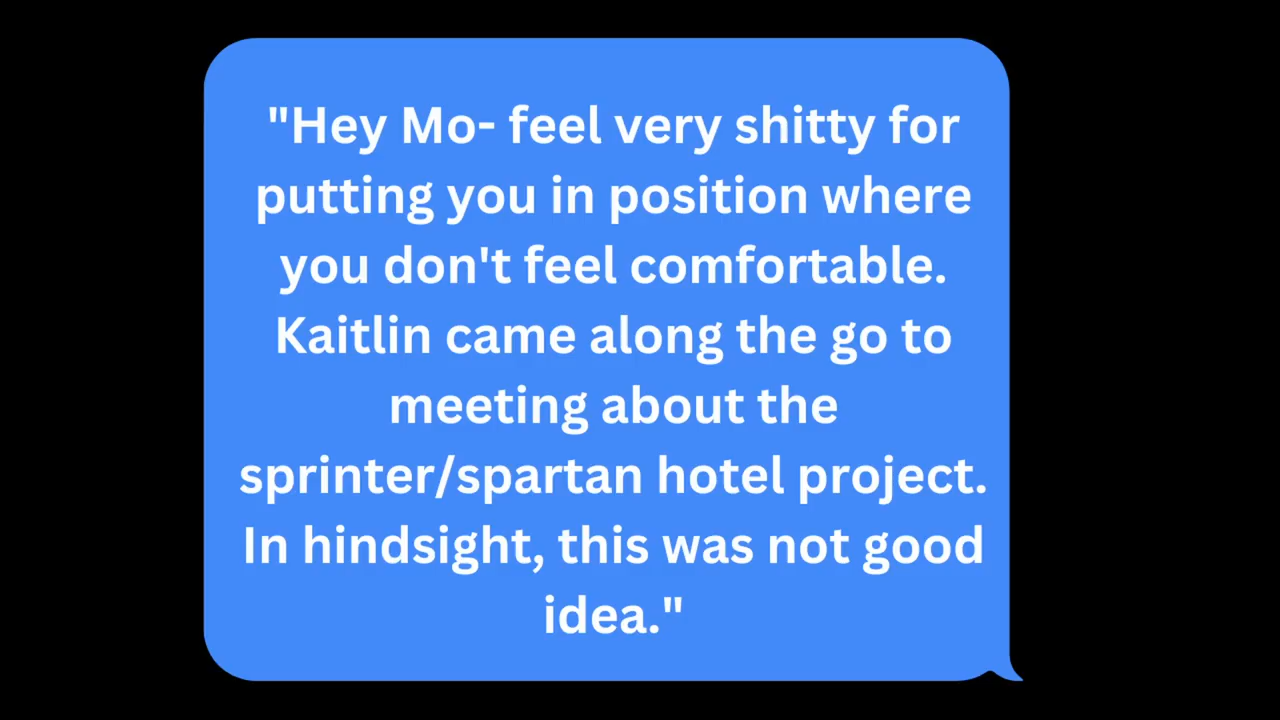 "Hey Mo- feel very shitty for
putting you in position where
you don't feel comfortable.
Kaitlin came along the go to
meeting about the
sprinter/spartan hotel project.
In hindsight, this was not good
idea."